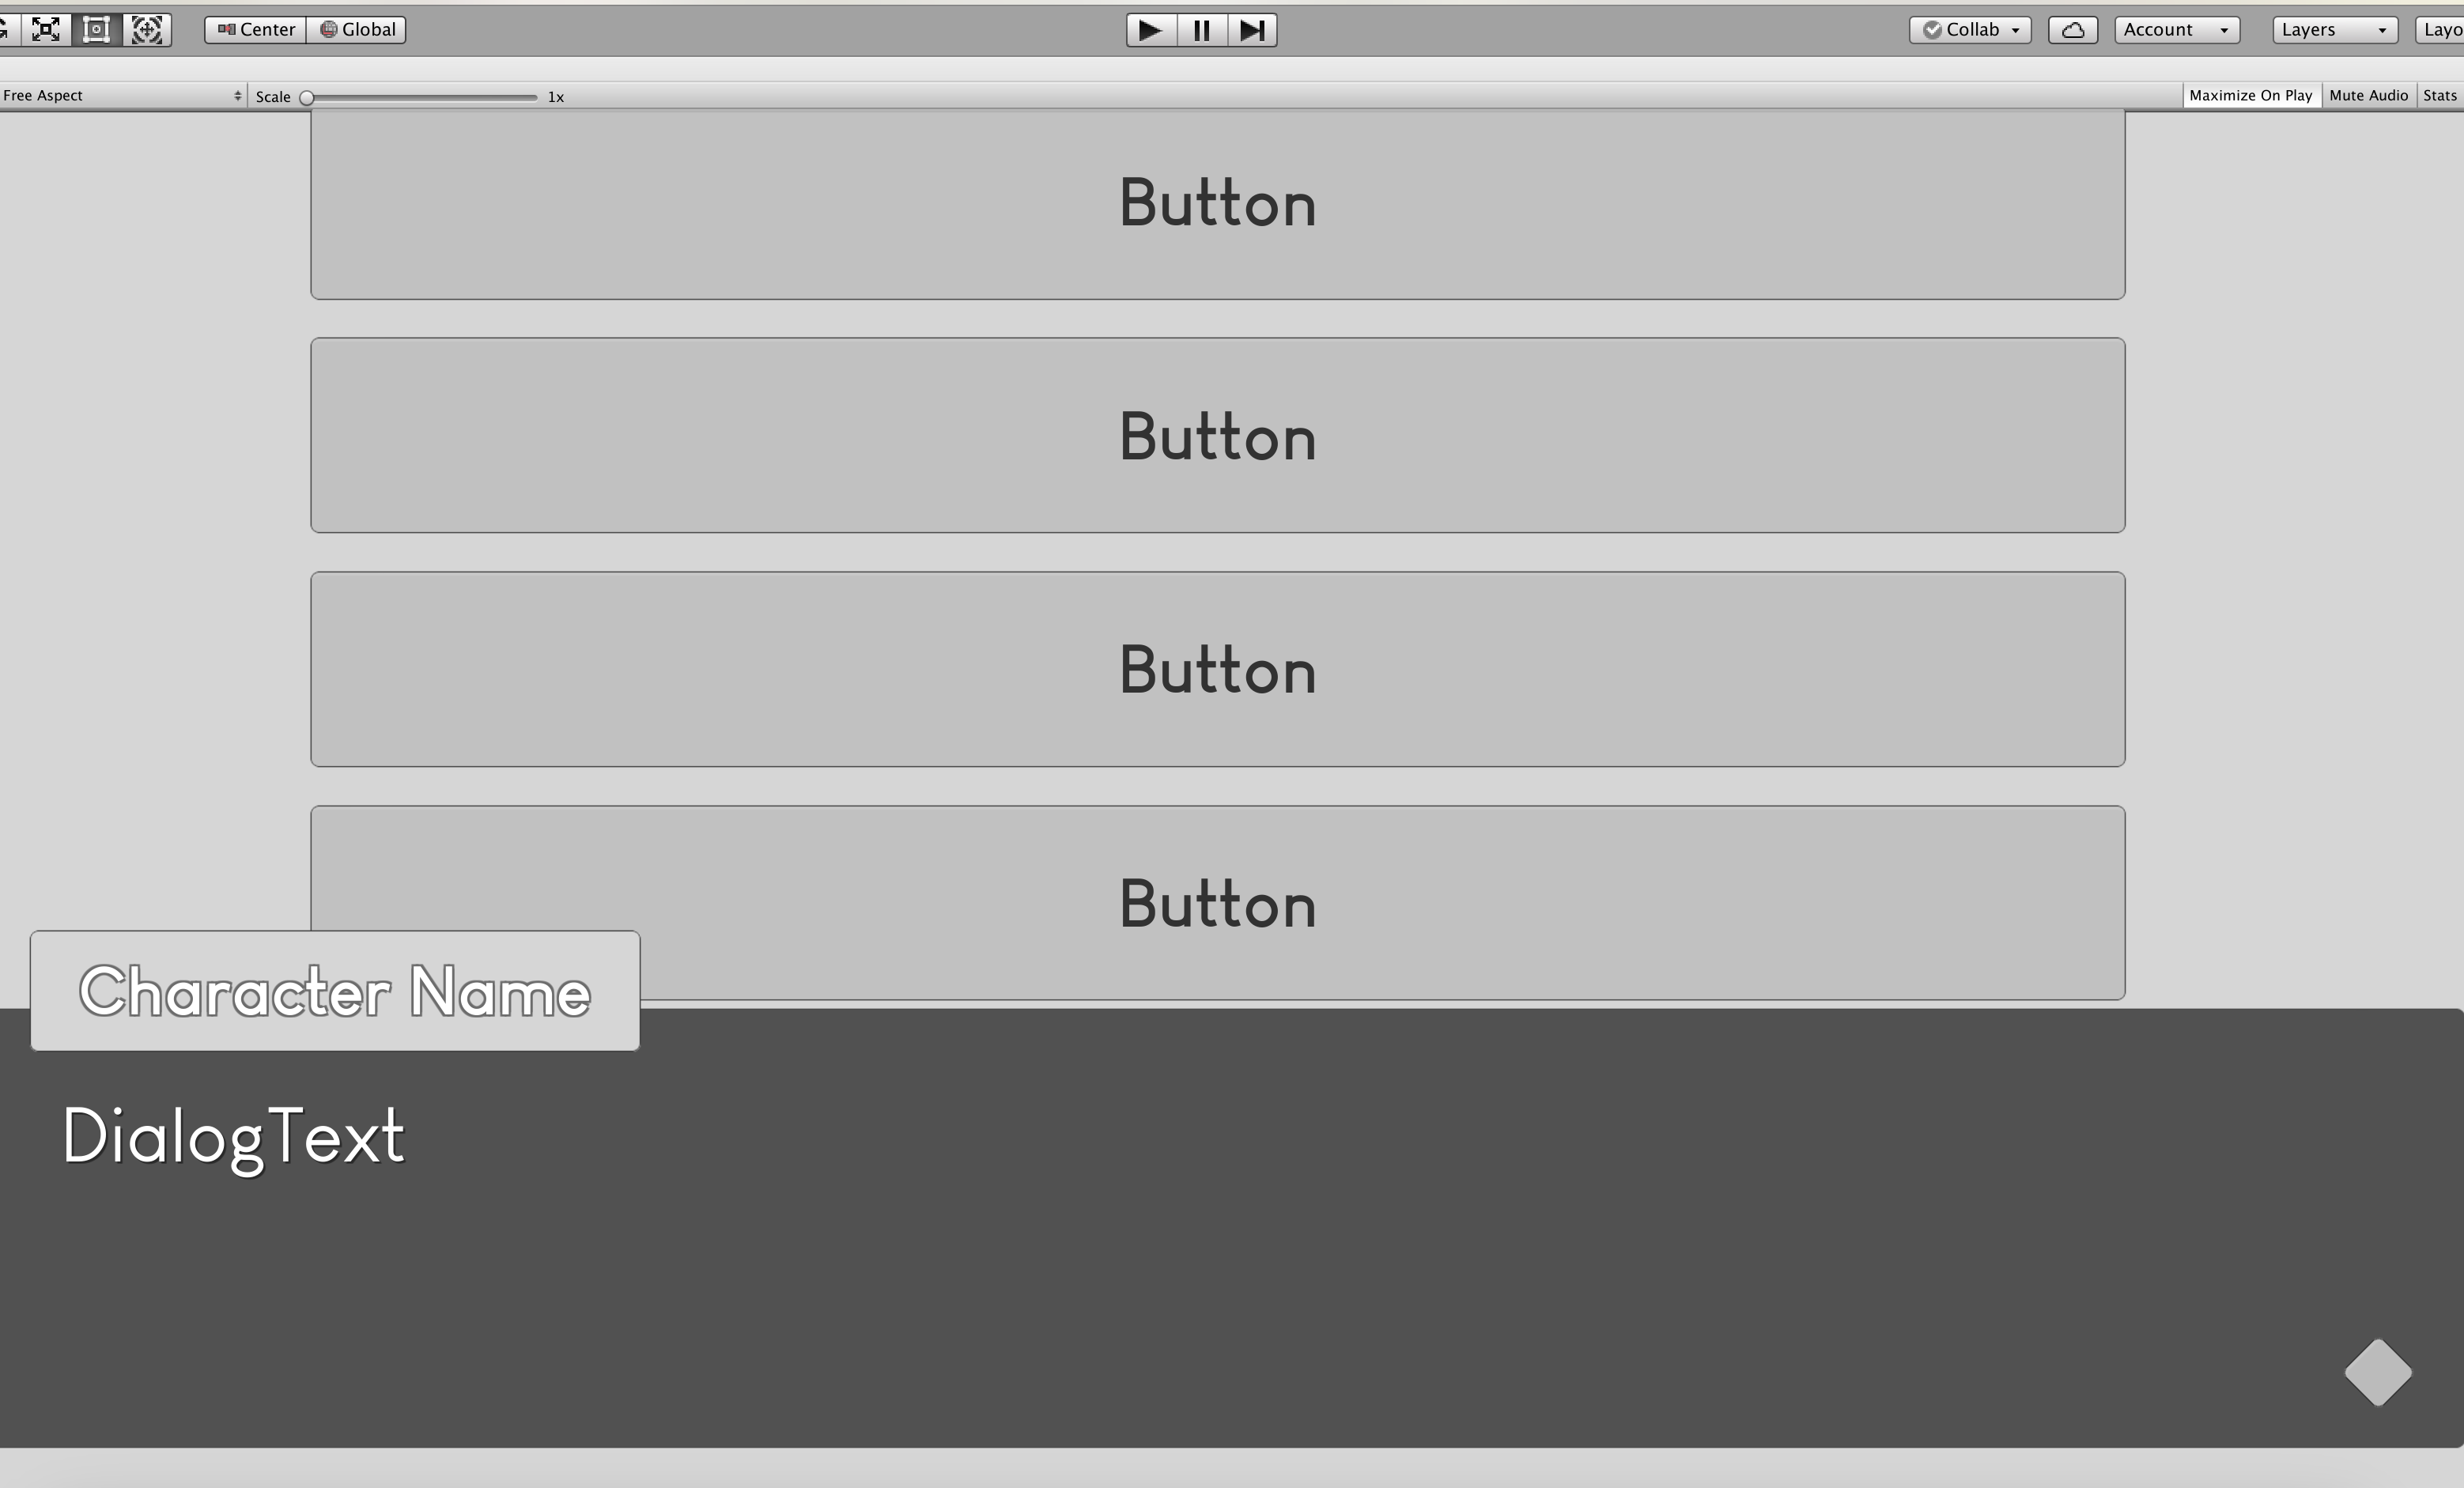 Center Global Collab Account Layers Layo
Free Aspect Scale 1x Maximize On Play Mute Audio Stats
Button
Button
Button
Button
Character Name
DialogText